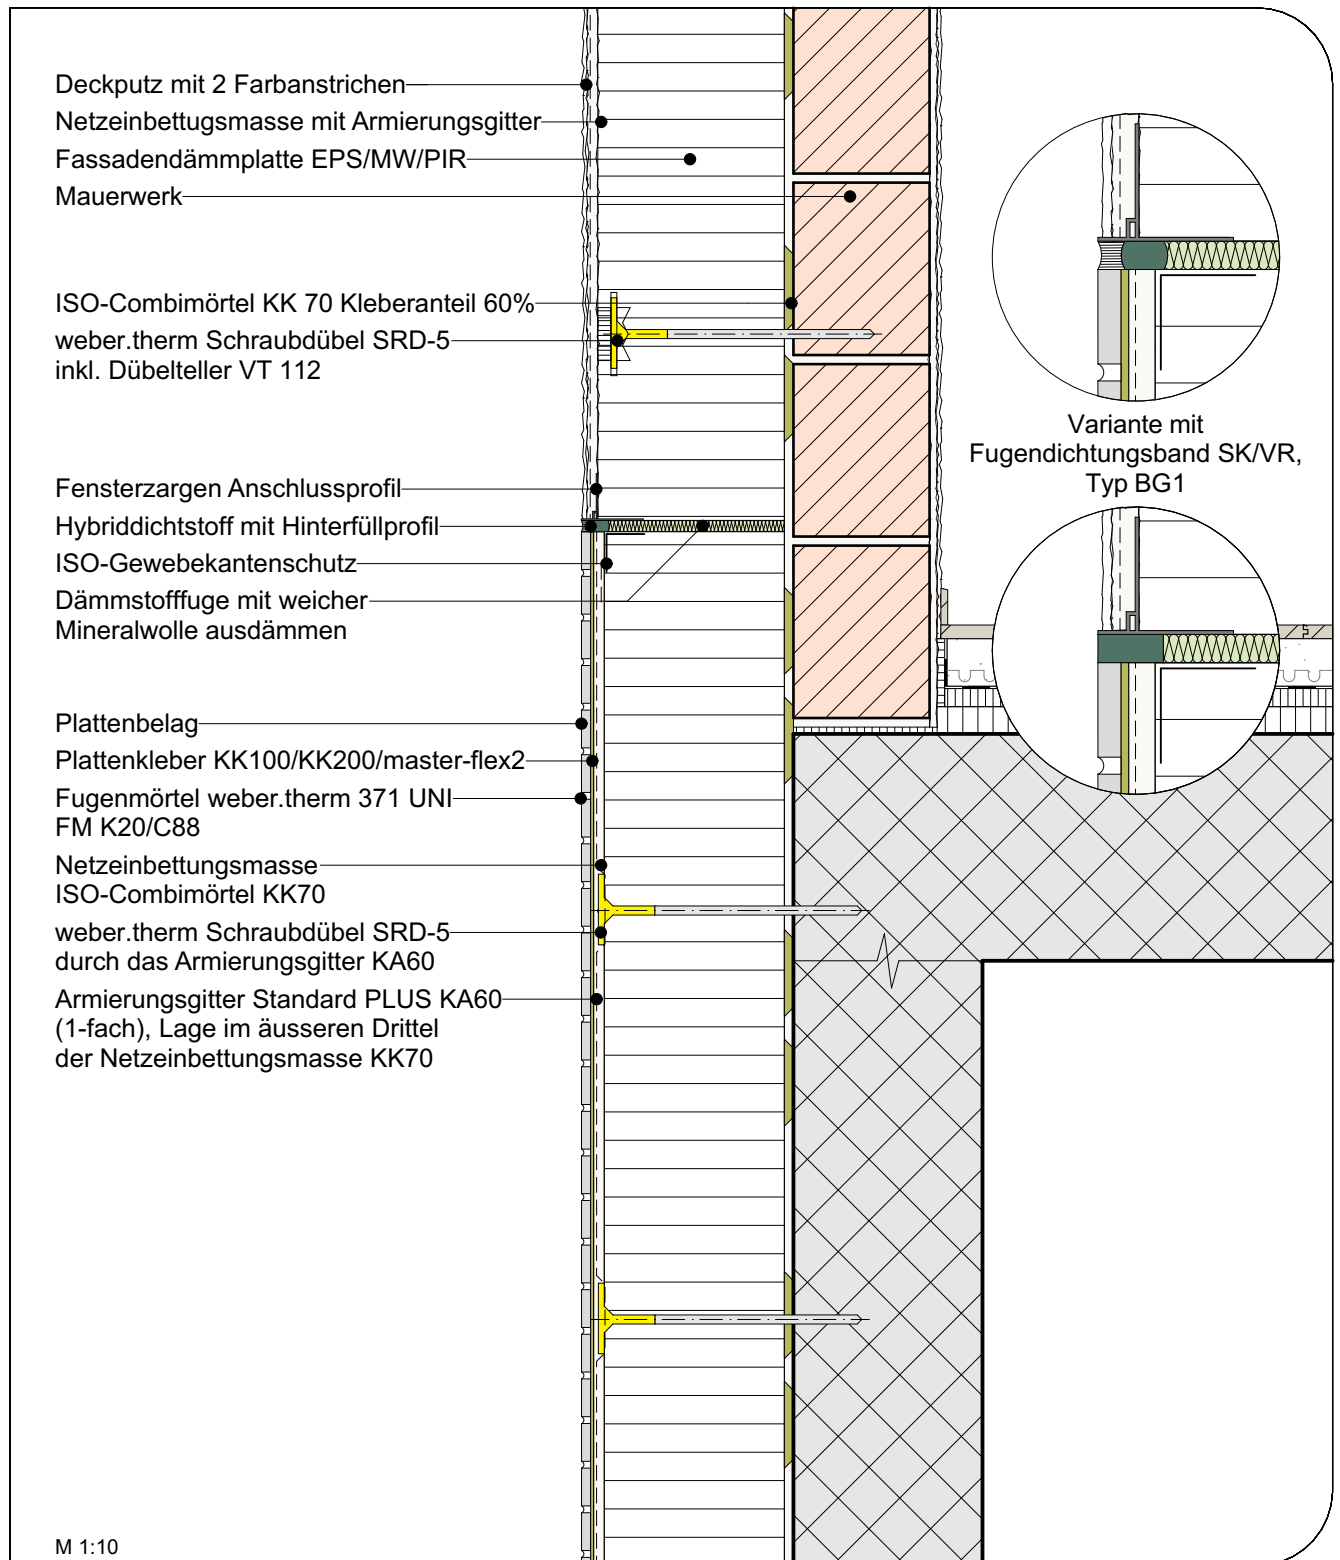 Deckputz mit 2 Farbanstrichen
Netzeinbettugsmasse mit Armierungsgitter
Fassadendämmplatte EPS/MW/PIR
Mauerwerk
ISO-Combimörtel KK 70 Kleberanteil 60%
weber.therm Schraubdübel SRD-5
inkl. Dübelteller VT 112
Fensterzargen Anschlussprofil
Hybriddichtstoff mit Hinterfüllprofil
ISO-Gewebekantenschutz
Dämmstofffuge mit weicher
Mineralwolle ausdämmen
Plattenbelag
Plattenkleber KK100/KK200/master-flex2
Fugenmörtel weber.therm 371 UNI
FM K20/C88
Netzeinbettungsmasse
ISO-Combimörtel KK70
weber.therm Schraubdübel SRD-5
durch das Armierungsgitter KA60
Armierungsgitter Standard PLUS KA60
(1-fach), Lage im äusseren Drittel
der Netzeinbettungsmasse KK70
Variante mit
Fugendichtungsband SK/VR,
Typ BG1
M 1:10